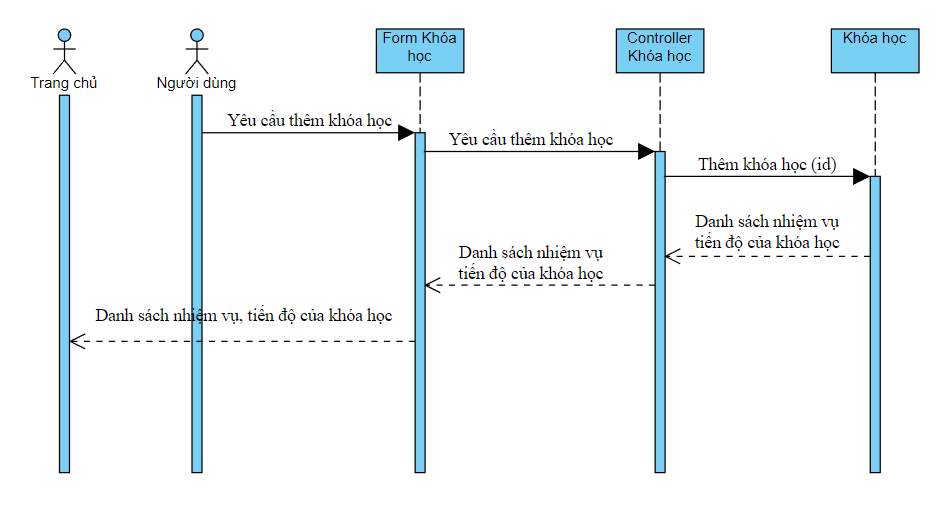 Trang chủ
Người dùng
Form Khóa
học
Controller
Khóa học
Khóa học
Yêu cầu thêm khóa học
Yêu cầu thêm khóa học
Thêm khóa học (id)
Danh sách nhiệm vụ
tiến độ của khóa học
Danh sách nhiệm vụ
tiến độ của khóa học
Danh sách nhiệm vụ, tiến độ của khóa học